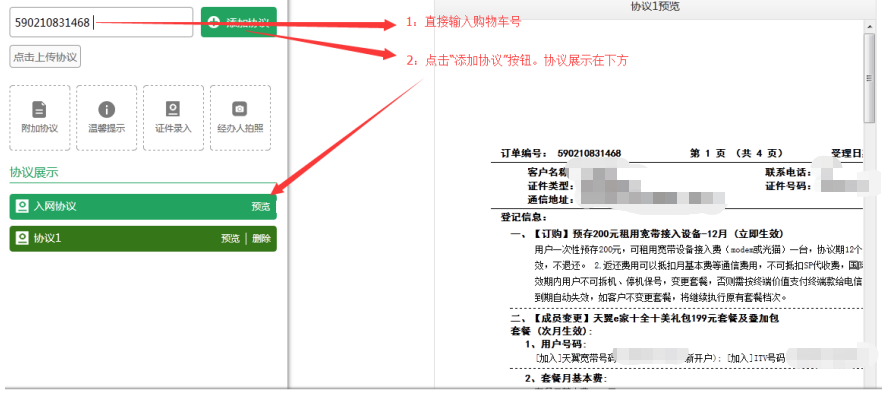 协议1预览
590210831468
添加协议
1：直接输入购物车号
点击上传协议
2：点击“添加协议”按钮。协议展示在下方
附加协议
温馨提示
证件录入
经办人拍照
协议展示
入网协议 预览
协议1 预览 | 删除
订单编号： 590210831468 第 1 页 （共 4 页） 受理日
客户名称 联系电话：
证件类型： 证件号码：
通信地址：
登记信息：
一、【订购】预存200元租用宽带接入设备-12月（立即生效）
用户一次性预存200元，可租用宽带设备接入费（modem或光猫）一台，协议期12个
效，不退还。 2.返还费用可以抵扣月基本费等通信费用，不可抵扣SP代收费，国际
效期内用户不可拆机、停机保号，变更套餐，否则需按终端价值支付终端款给电信
到期自动失效，如客户不变更套餐，将继续执行原有套餐档次。
二、【成员变更】天翼e家十全十美礼包199元套餐及叠加包
套餐（次月生效）：
1、用户号码：
[加入]天翼宽带号码 新开户）；[加入]ITV号码
2、套餐月基本费：